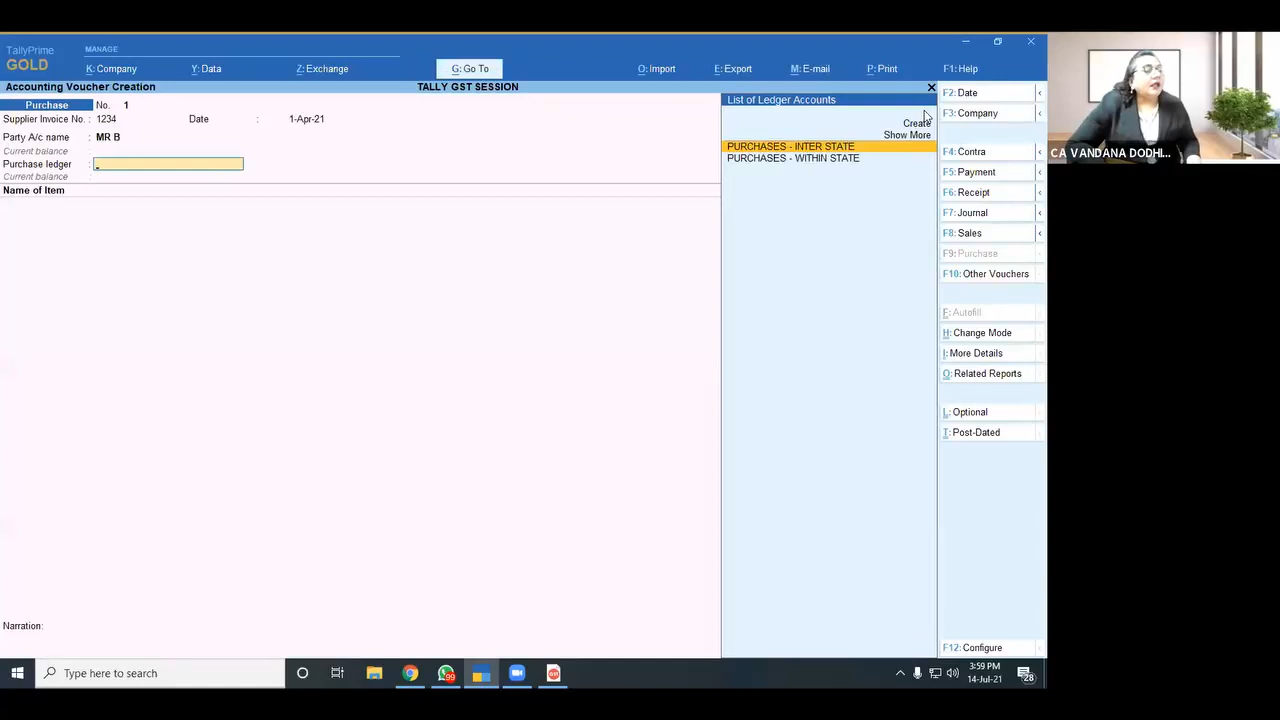 TallyPrime
GOLD
MANAGE
K: Company
Y: Data
Z: Exchange
G: Go To
O: Import
E: Export
M: E-mail
P: Print
F1: Help
Accounting Voucher Creation
TALLY GST SESSION
Purchase No. 1
Supplier Invoice No. : 1234 Date : 1-Apr-21
Party A/c name : MR B
Current balance :
Purchase ledger :
Current balance :
Name of Item
Narration:
List of Ledger Accounts
Create
Show More
PURCHASES - INTER STATE
PURCHASES - WITHIN STATE
F2: Date
F3: Company
F4: Contra
F5: Payment
F6: Receipt
F7: Journal
F8: Sales
F9: Purchase
F10: Other Vouchers
F: Autofill
H: Change Mode
I: More Details
O: Related Reports
L: Optional
T: Post-Dated
F12: Configure
CA VANDANA DODHI...
Type here to search
99
3:59 PM
14-Jul-21
28